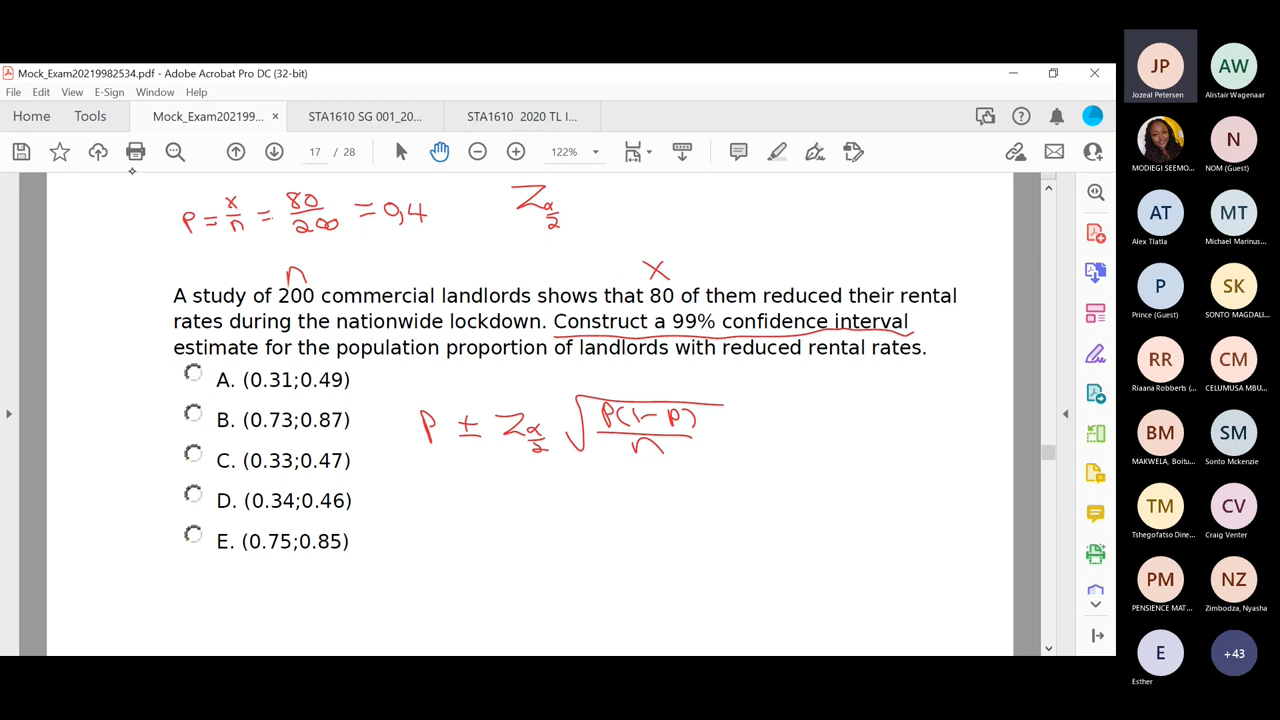 Mock_Exam20219982534.pdf - Adobe Acrobat Pro DC (32-bit)
File Edit View E-Sign Window Help
Home Tools Mock_Exam202199... × STA1610 SG 001_20... STA1610 2020 TL l...
17 / 28 122%
p = x/n = 80/200 = 0,4 Z α/2
n x
A study of 200 commercial landlords shows that 80 of them reduced their rental
rates during the nationwide lockdown. Construct a 99% confidence interval
estimate for the population proportion of landlords with reduced rental rates.
A. (0.31;0.49)
B. (0.73;0.87)
C. (0.33;0.47)
D. (0.34;0.46)
E. (0.75;0.85)
P ± Z α/2 √ P(1-P)/n
JP AW
Jozeal Petersen Alistair Wagenaar
N
MODIEGI SEEMO... NOM (Guest)
AT MT
Alex Tlatla Michael Marinus...
P SK
Prince (Guest) SONTO MAGDALI...
RR CM
Riaana Robberts (... CELUMUSA MBU...
BM SM
MAKWELA, Boitu... Sonto Mckenzie
TM CV
Tshegofatso Dine... Craig Venter
PM NZ
PENSIENCE MAT... Zimbodza, Nyasha
E +43
Esther